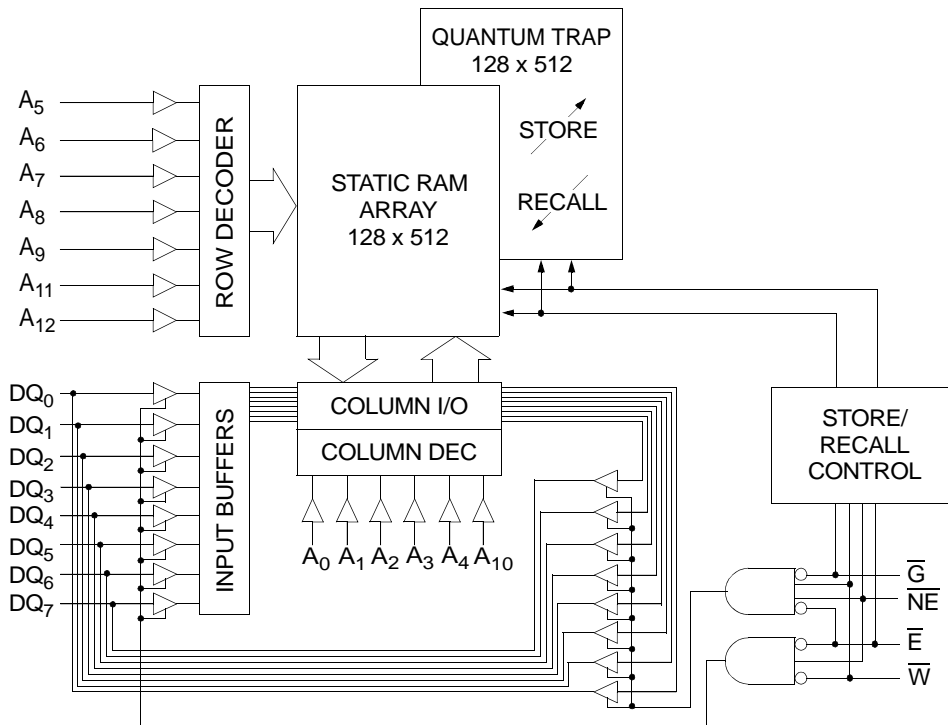 QUANTUM TRAP
128 x 512
STORE
RECALL
A5
A6
A7
A8
A9
A11
A12
ROW DECODER
STATIC RAM
ARRAY
128 x 512
DQ0
DQ1
DQ2
DQ3
DQ4
DQ5
DQ6
DQ7
INPUT BUFFERS
COLUMN I/O
COLUMN DEC
A0 A1 A2 A3 A4 A10
STORE/
RECALL
CONTROL
G̅
N̅E̅
E̅
W̅